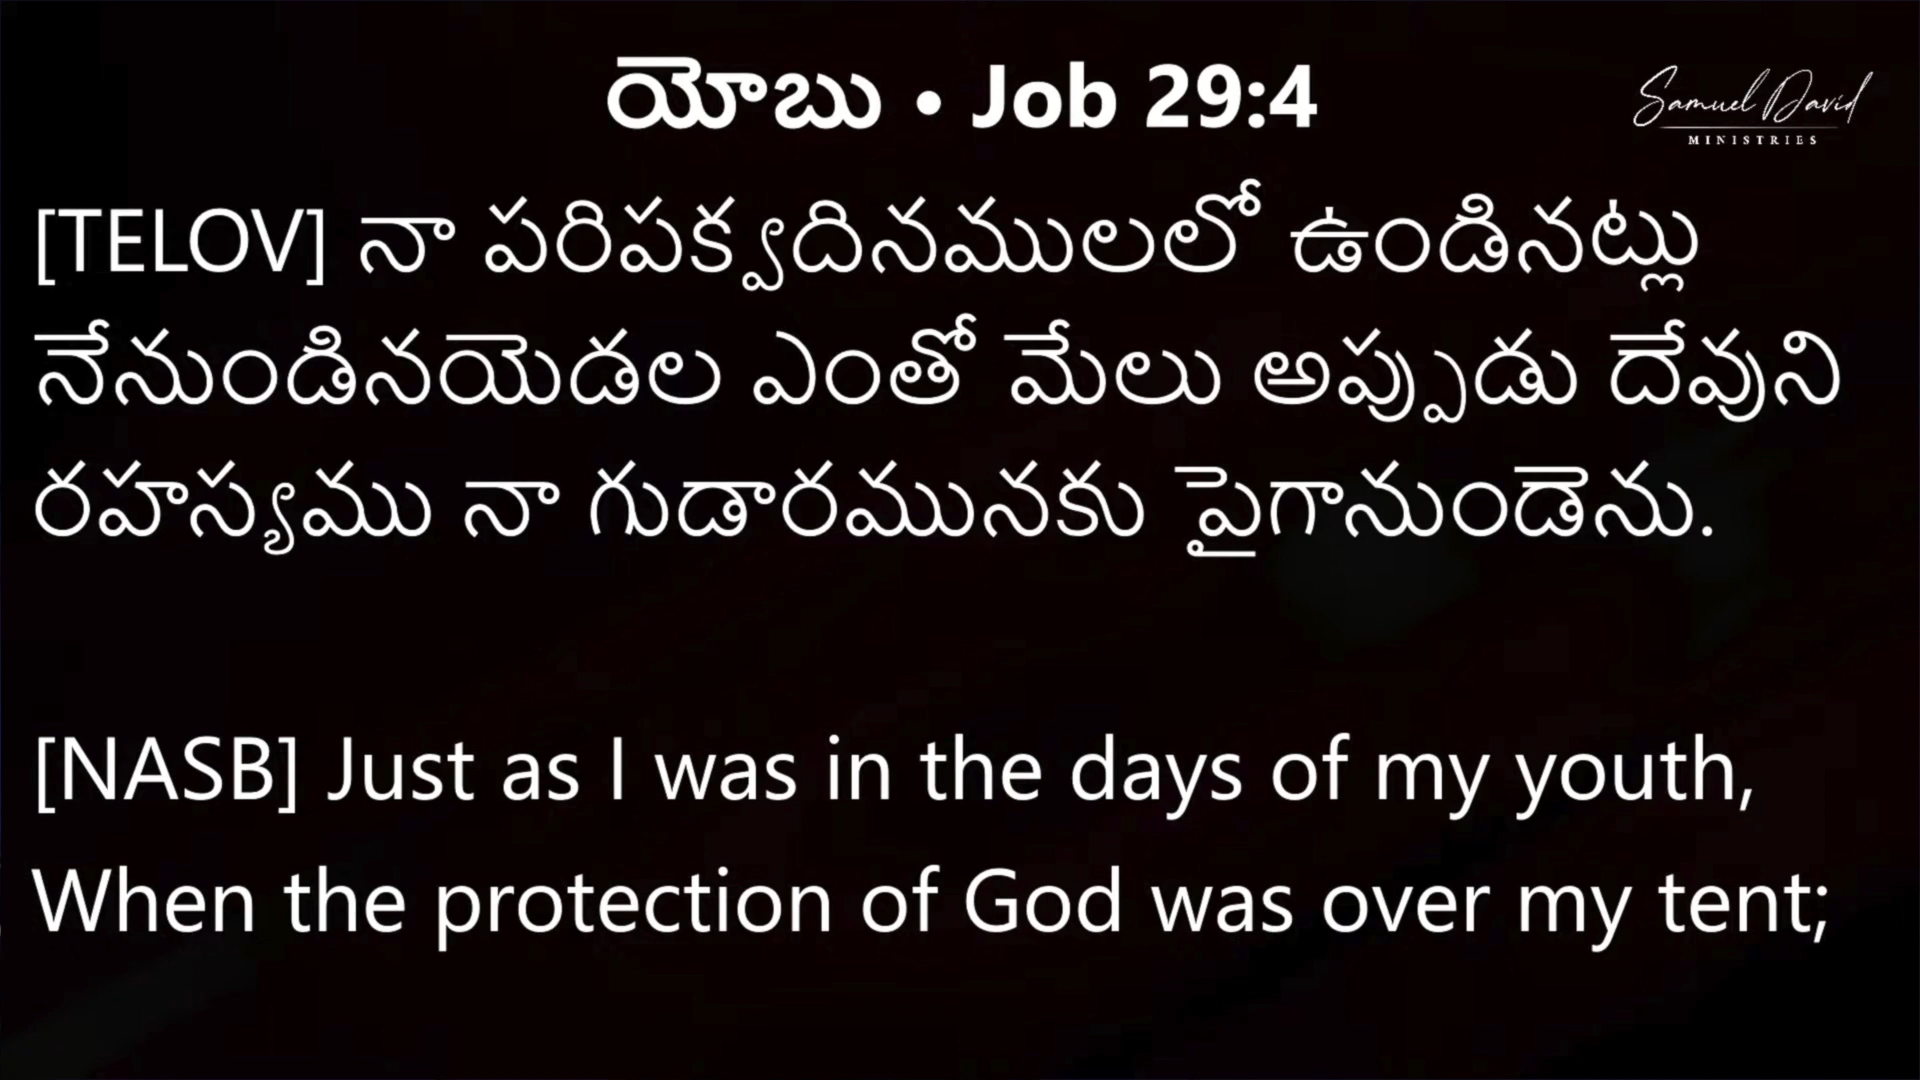 యోబు • Job 29:4
Samuel David
MINISTRIES
[TELOV] నా పరిపక్వదినములలో ఉండినట్లు
నేనుండినయెడల ఎంతో మేలు అప్పుడు దేవుని
రహస్యము నా గుడారమునకు పైగానుండెను.
[NASB] Just as I was in the days of my youth,
When the protection of God was over my tent;